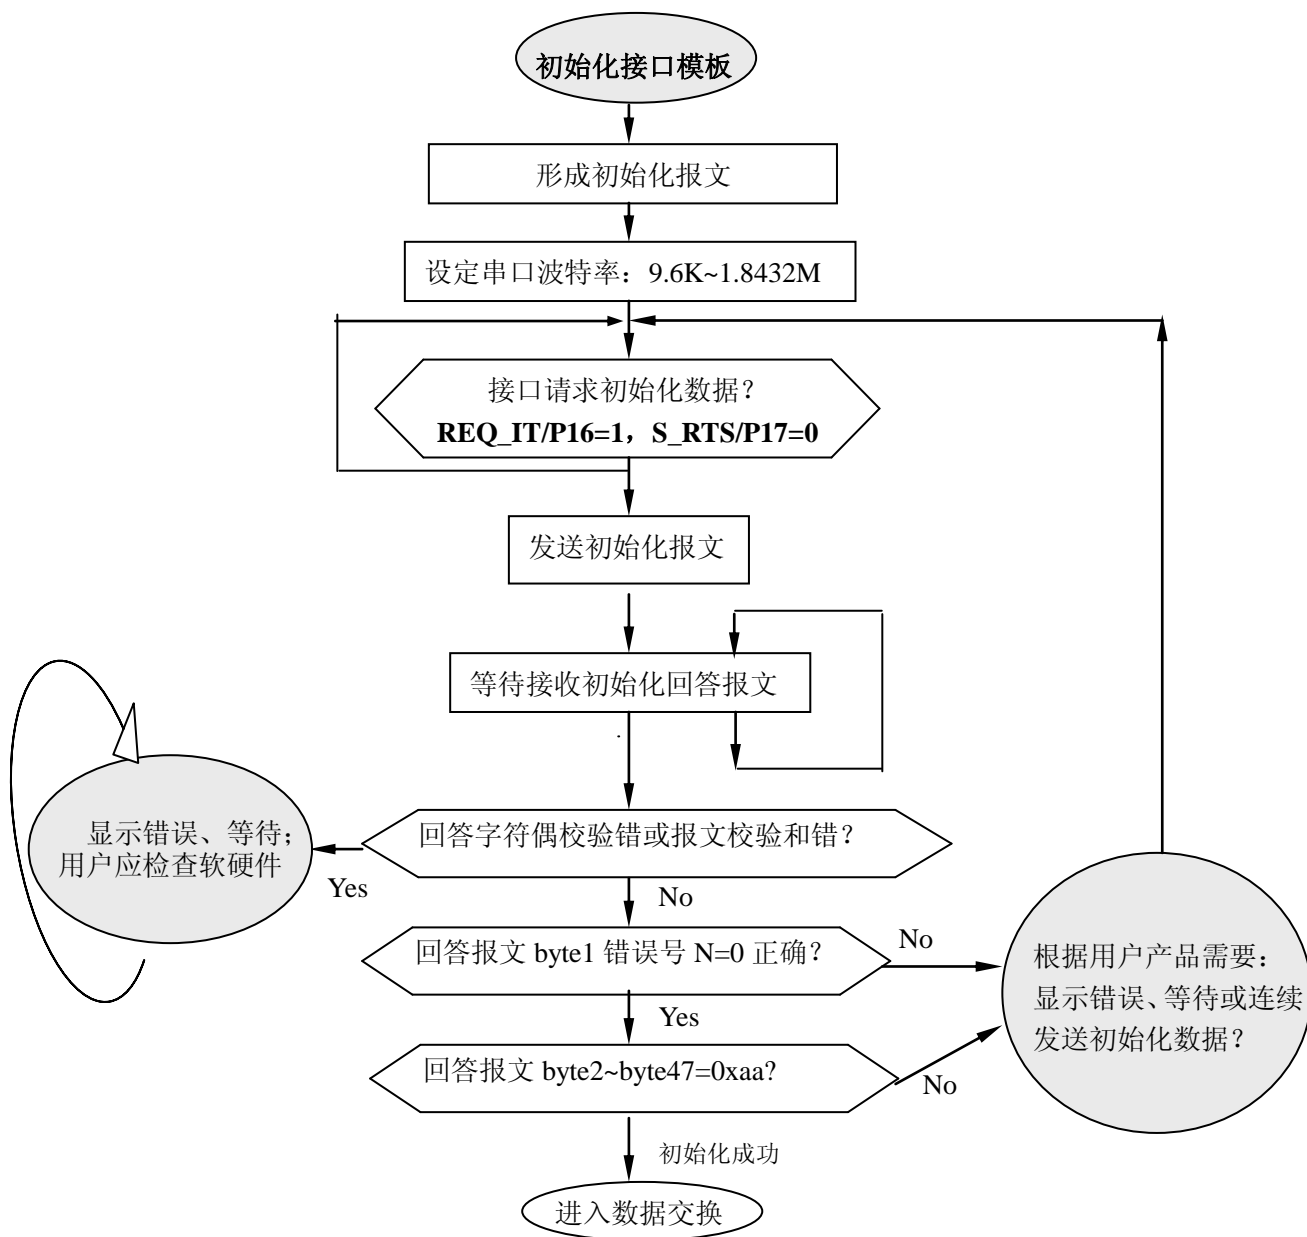 初始化接口模板
形成初始化报文
设定串口波特率：9.6K~1.8432M
接口请求初始化数据？
REQ_IT/P16=1，S_RTS/P17=0
发送初始化报文
等待接收初始化回答报文
显示错误、等待；
用户应检查软硬件
回答字符偶校验错或报文校验和错？
Yes
No
回答报文 byte1 错误号 N=0 正确？
No
根据用户产品需要：
显示错误、等待或连续
发送初始化数据？
Yes
回答报文 byte2~byte47=0xaa?
No
初始化成功
进入数据交换